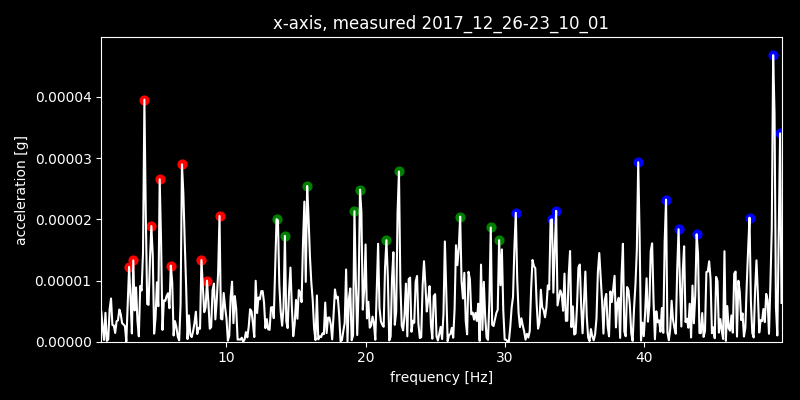 x-axis, measured 2017_12_26-23_10_01
acceleration [g]
0.00004
0.00003
0.00002
0.00001
0.00000
10 20 30 40
frequency [Hz]